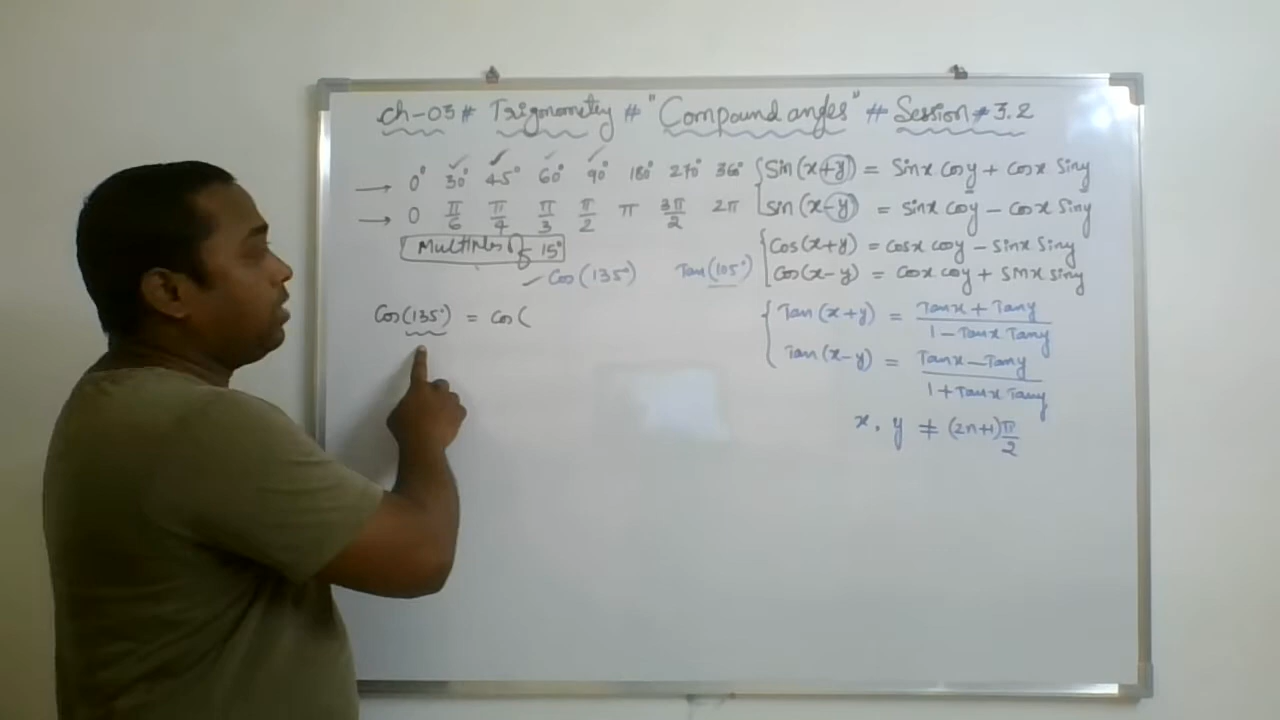 ch-03 # Trigonometry # "Compound angles" # Session # 3.2
0° 30° 45° 60° 90° 180° 270° 360°
0 π/6 π/4 π/3 π/2 π 3π/2 2π
Multiples of 15°
Cos(135°) Tan(105°)
Cos(135°) = Cos(
Sin(x+y) = Sinx Cosy + Cosx Siny
Sin(x-y) = Sinx Cosy - Cosx Siny
Cos(x+y) = Cosx Cosy - Sinx Siny
Cos(x-y) = Cosx Cosy + Sinx Siny
Tan(x+y) = Tanx + Tany / 1 - Tanx Tany
Tan(x-y) = Tanx - Tany / 1 + Tanx Tany
x, y ≠ (2n+1) π/2